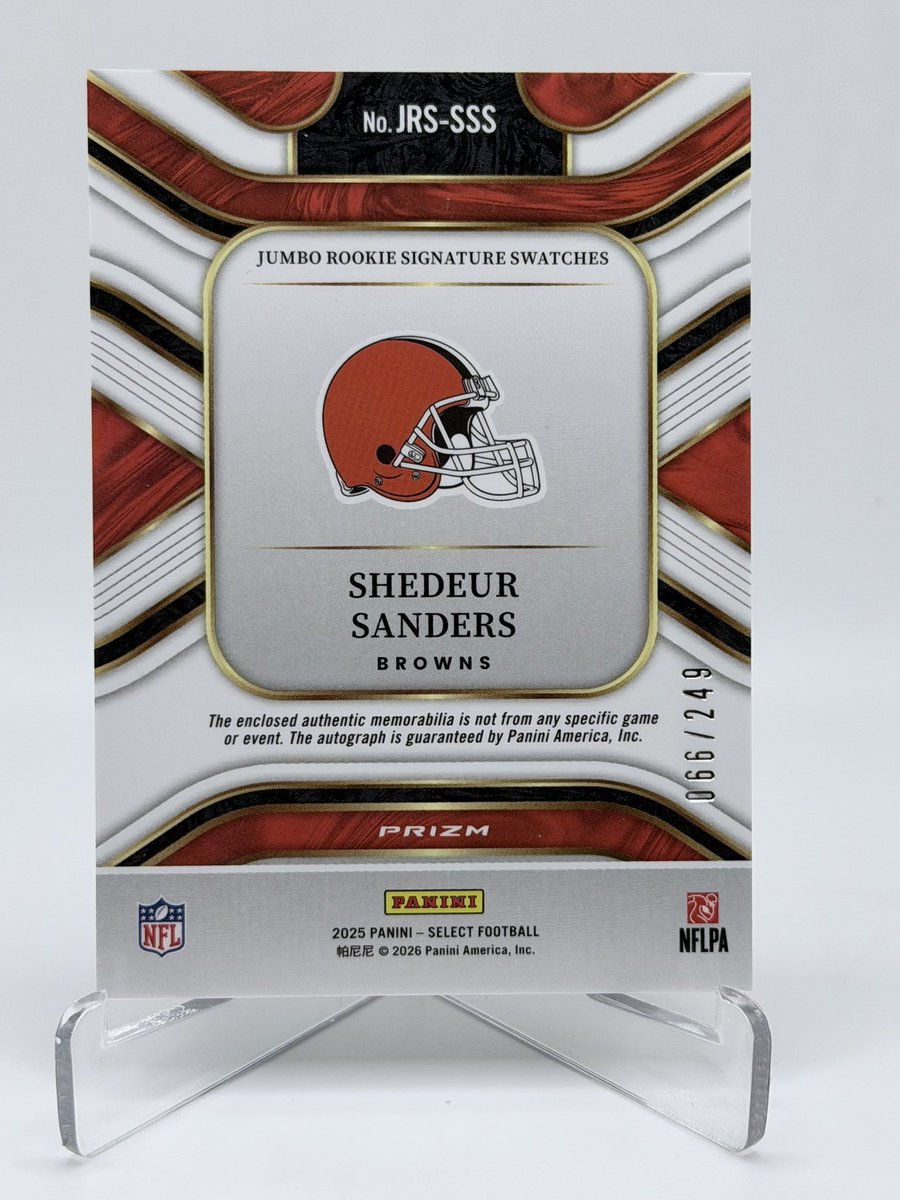 No. JRS-SSS
JUMBO ROOKIE SIGNATURE SWATCHES
SHEDEUR
SANDERS
BROWNS
066/249
The enclosed authentic memorabilia is not from any specific game
or event. The autograph is guaranteed by Panini America, Inc.
PRIZM
NFL
PANINI
2025 PANINI – SELECT FOOTBALL
帕尼尼 © 2026 Panini America, Inc.
NFLPA